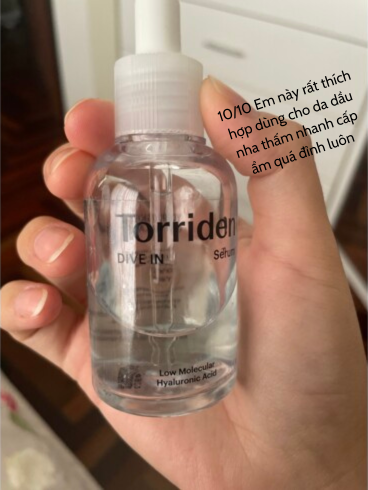 10/10 Em này rất thích
hợp dùng cho da dầu
nha thấm nhanh cấp
ẩm quá đỉnh luôn
Torriden
DIVE IN
Serum
Low Molecular
Hyaluronic Acid